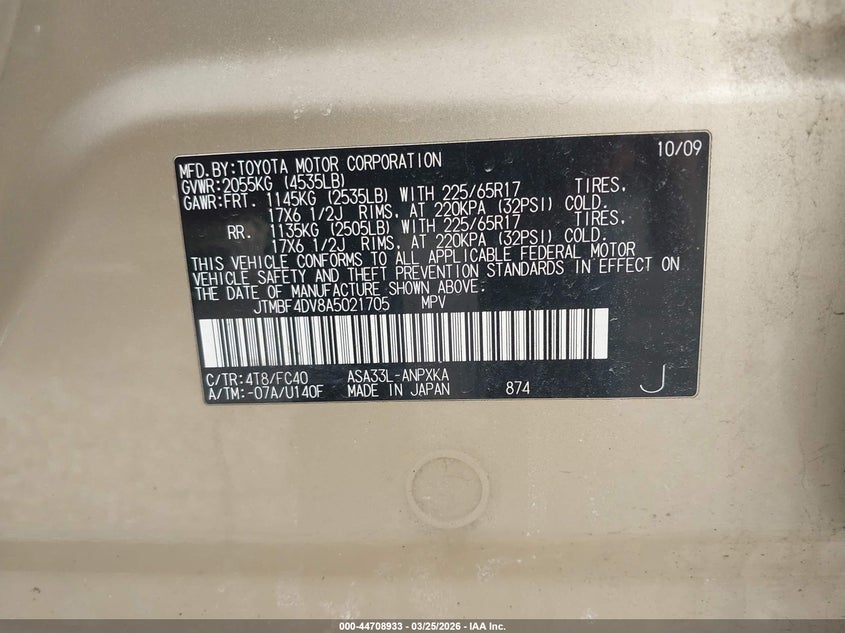 MFD.BY:TOYOTA MOTOR CORPORATION 10/09
GVWR:2055KG (4535LB)
GAWR:FRT. 1145KG (2535LB) WITH 225/65R17 TIRES,
17X6 1/2J RIMS, AT 220KPA (32PSI) COLD.
RR. 1135KG (2505LB) WITH 225/65R17 TIRES,
17X6 1/2J RIMS, AT 220KPA (32PSI) COLD.
THIS VEHICLE CONFORMS TO ALL APPLICABLE FEDERAL MOTOR
VEHICLE SAFETY AND THEFT PREVENTION STANDARDS IN EFFECT ON
THE DATE OF MANUFACTURE SHOWN ABOVE.
JTMBF4DV8A5021705 MPV
C/TR:4T8/FC40 ASA33L-ANPXKA
A/TM:-07A/U140F MADE IN JAPAN 874 J
000-44708933 - 03/25/2026 - IAA Inc.